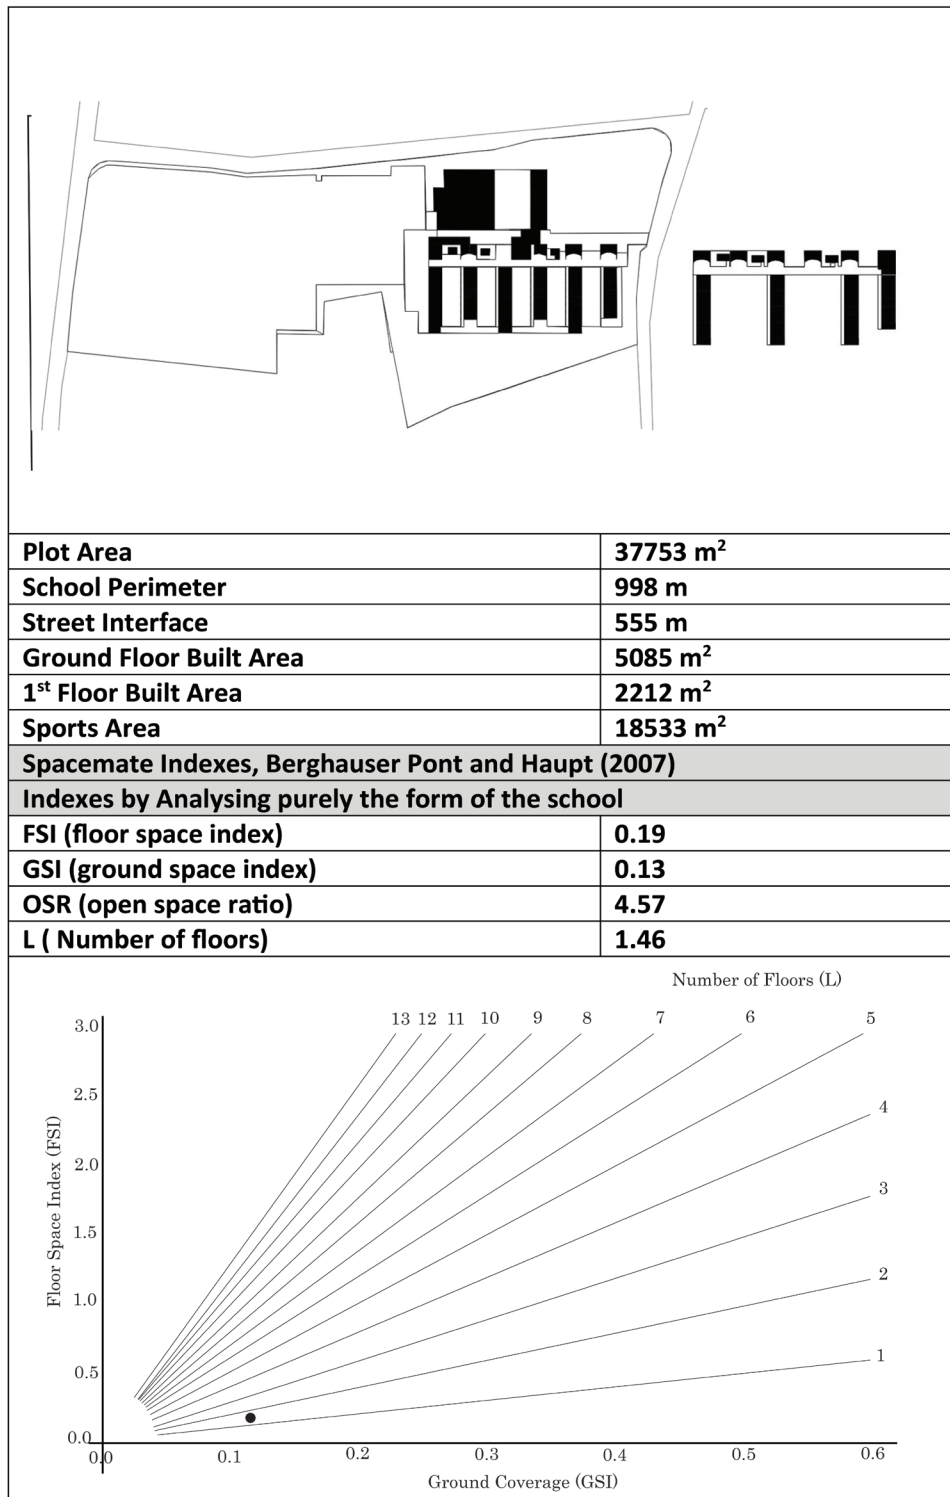 Plot Area 37753 m²
School Perimeter 998 m
Street Interface 555 m
Ground Floor Built Area 5085 m²
1st Floor Built Area 2212 m²
Sports Area 18533 m²
Spacemate Indexes, Berghauser Pont and Haupt (2007)
Indexes by Analysing purely the form of the school
FSI (floor space index) 0.19
GSI (ground space index) 0.13
OSR (open space ratio) 4.57
L ( Number of floors) 1.46
Number of Floors (L)
13 12 11 10 9 8 7 6 5
4
3
2
1
3.0
2.5
2.0
1.5
1.0
0.5
0.0
Floor Space Index (FSI)
0.0 0.1 0.2 0.3 0.4 0.5 0.6
Ground Coverage (GSI)